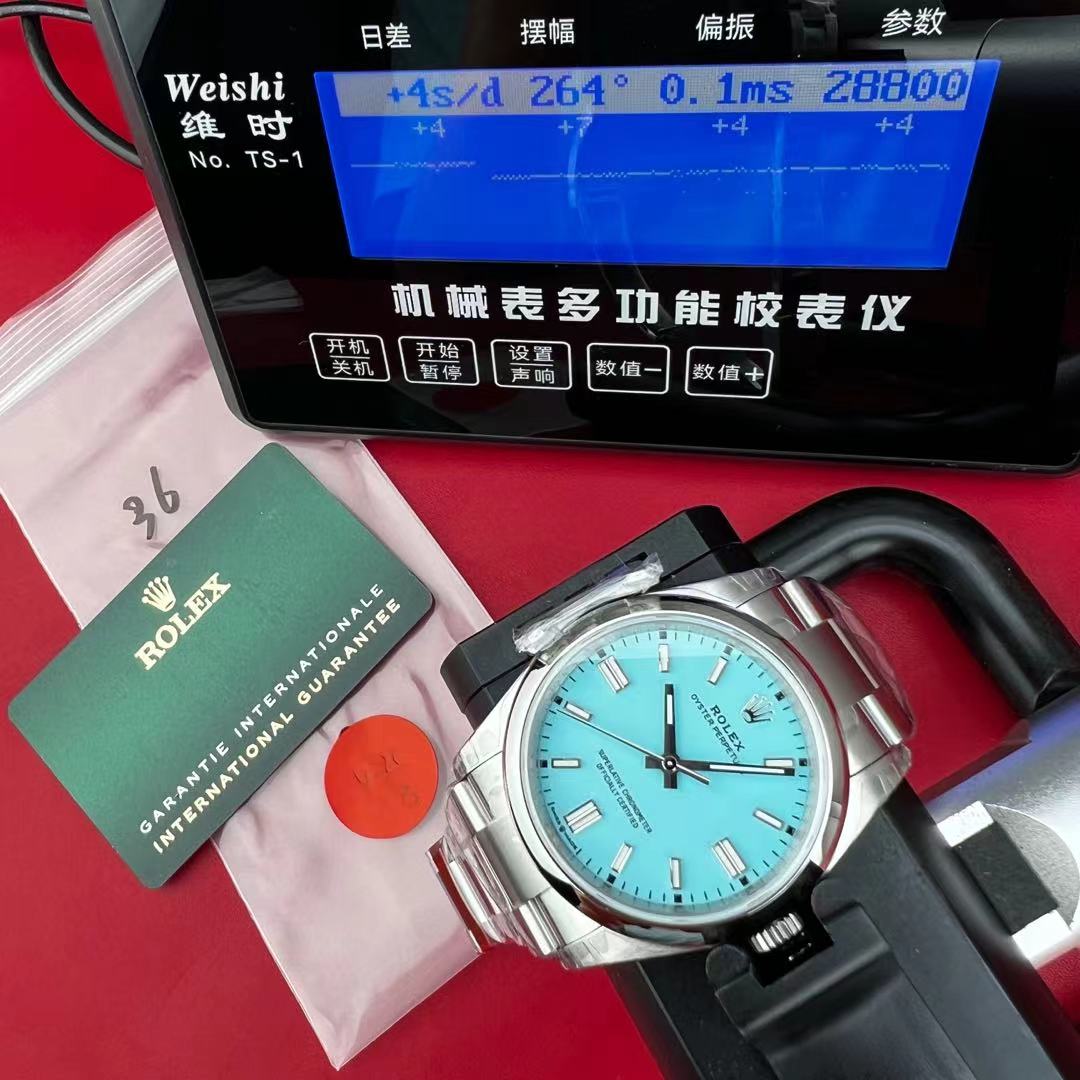 日差 摆幅 偏振 参数
Weishi
维时
No. TS-1
+4s/d 264° 0.1ms 28800
+4 +7 +4 +4
机械表多功能校表仪
开机 关机
开始 暂停
设置 声响
数值−
数值+
36
ROLEX
GARANTIE INTERNATIONALE
INTERNATIONAL GUARANTEE
ROLEX
OYSTER PERPETU
SUPERLATIVE CHRONOMETER
OFFICIALLY CERTIFIED